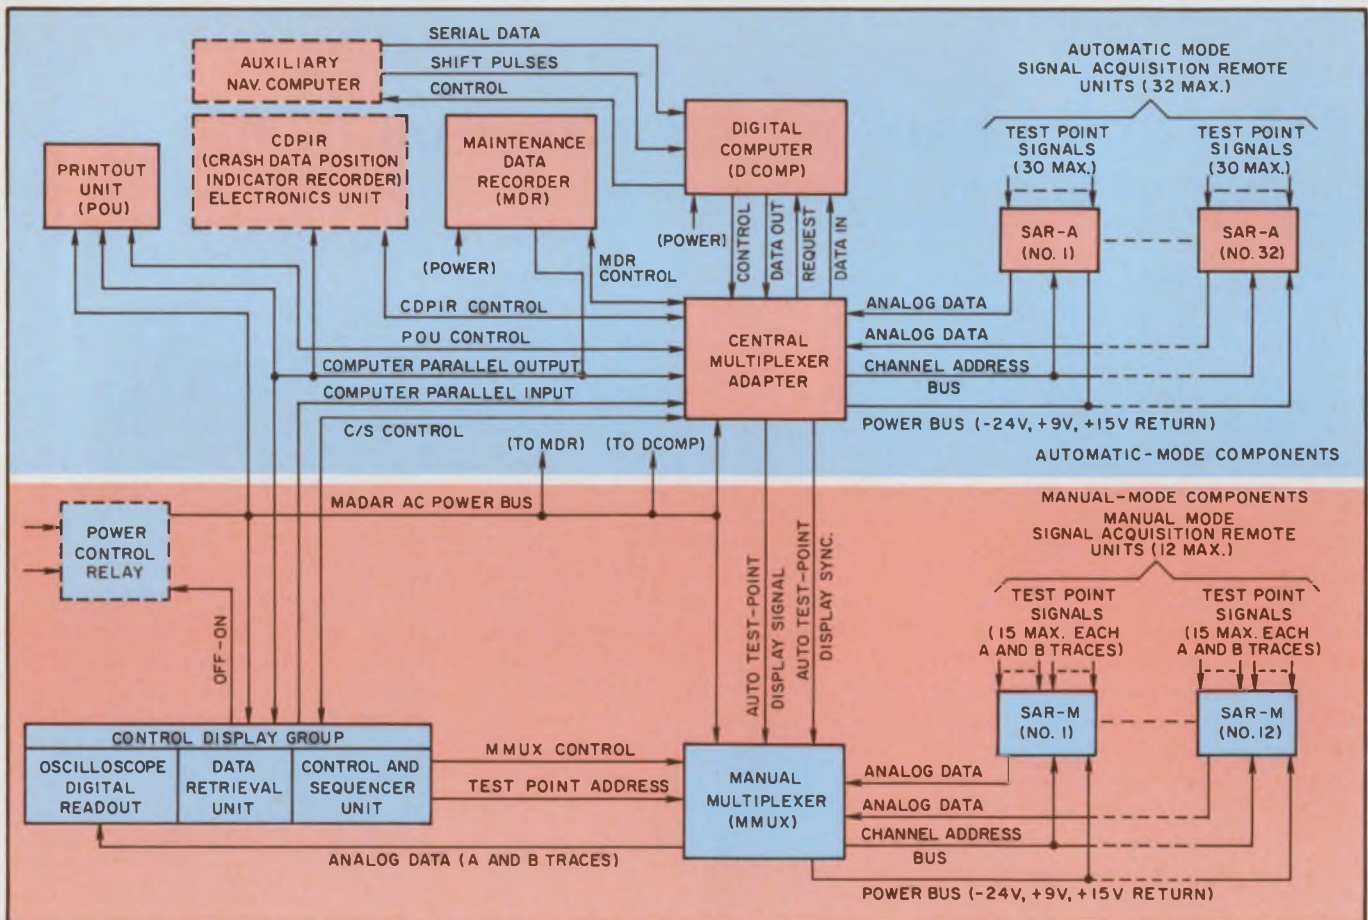 SERIAL DATA
SHIFT PULSES
CONTROL
AUXILIARY
NAV. COMPUTER
CDPIR
(CRASH DATA POSITION
INDICATOR RECORDER)
ELECTRONICS UNIT
PRINTOUT
UNIT
(POU)
MAINTENANCE
DATA
RECORDER
(MDR)
DIGITAL
COMPUTER
(D COMP)
AUTOMATIC MODE
SIGNAL ACQUISITION REMOTE
UNITS (32 MAX.)
TEST POINT
SIGNALS
(30 MAX.)
TEST POINT
SIGNALS
(30 MAX.)
SAR-A
(NO. 1)
SAR-A
(NO. 32)
(POWER)
(POWER)
MDR
CONTROL
CONTROL
DATA OUT
REQUEST
DATA IN
CDPIR CONTROL
POU CONTROL
COMPUTER PARALLEL OUTPUT
COMPUTER PARALLEL INPUT
C/S CONTROL
CENTRAL
MULTIPLEXER
ADAPTER
ANALOG DATA
ANALOG DATA
CHANNEL ADDRESS
BUS
POWER BUS (-24V, +9V, +15V RETURN)
(TO MDR)
(TO DCOMP)
AUTOMATIC-MODE COMPONENTS
MADAR AC POWER BUS
POWER
CONTROL
RELAY
OFF-ON
AUTO TEST-POINT
DISPLAY SIGNAL
AUTO TEST-POINT
DISPLAY SYNC.
MANUAL-MODE COMPONENTS
MANUAL MODE
SIGNAL ACQUISITION REMOTE
UNITS (12 MAX.)
TEST POINT
SIGNALS
(15 MAX. EACH
A AND B TRACES)
TEST POINT
SIGNALS
(15 MAX. EACH
A AND B TRACES)
SAR-M
(NO. 1)
SAR-M
(NO. 12)
CONTROL DISPLAY GROUP
OSCILLOSCOPE
DIGITAL
READOUT
DATA
RETRIEVAL
UNIT
CONTROL AND
SEQUENCER
UNIT
MMUX CONTROL
TEST POINT ADDRESS
ANALOG DATA (A AND B TRACES)
MANUAL
MULTIPLEXER
(MMUX)
ANALOG DATA
ANALOG DATA
CHANNEL ADDRESS
BUS
POWER BUS (-24V, +9V, +15V RETURN)